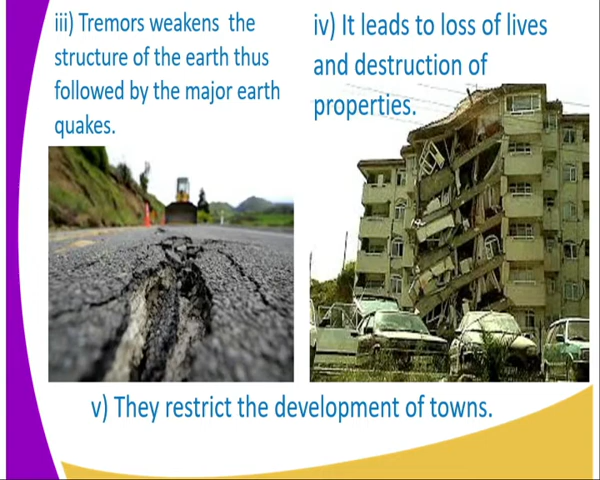 iii) Tremors weakens the
structure of the earth thus
followed by the major earth
quakes.
iv) It leads to loss of lives
and destruction of
properties.
v) They restrict the development of towns.